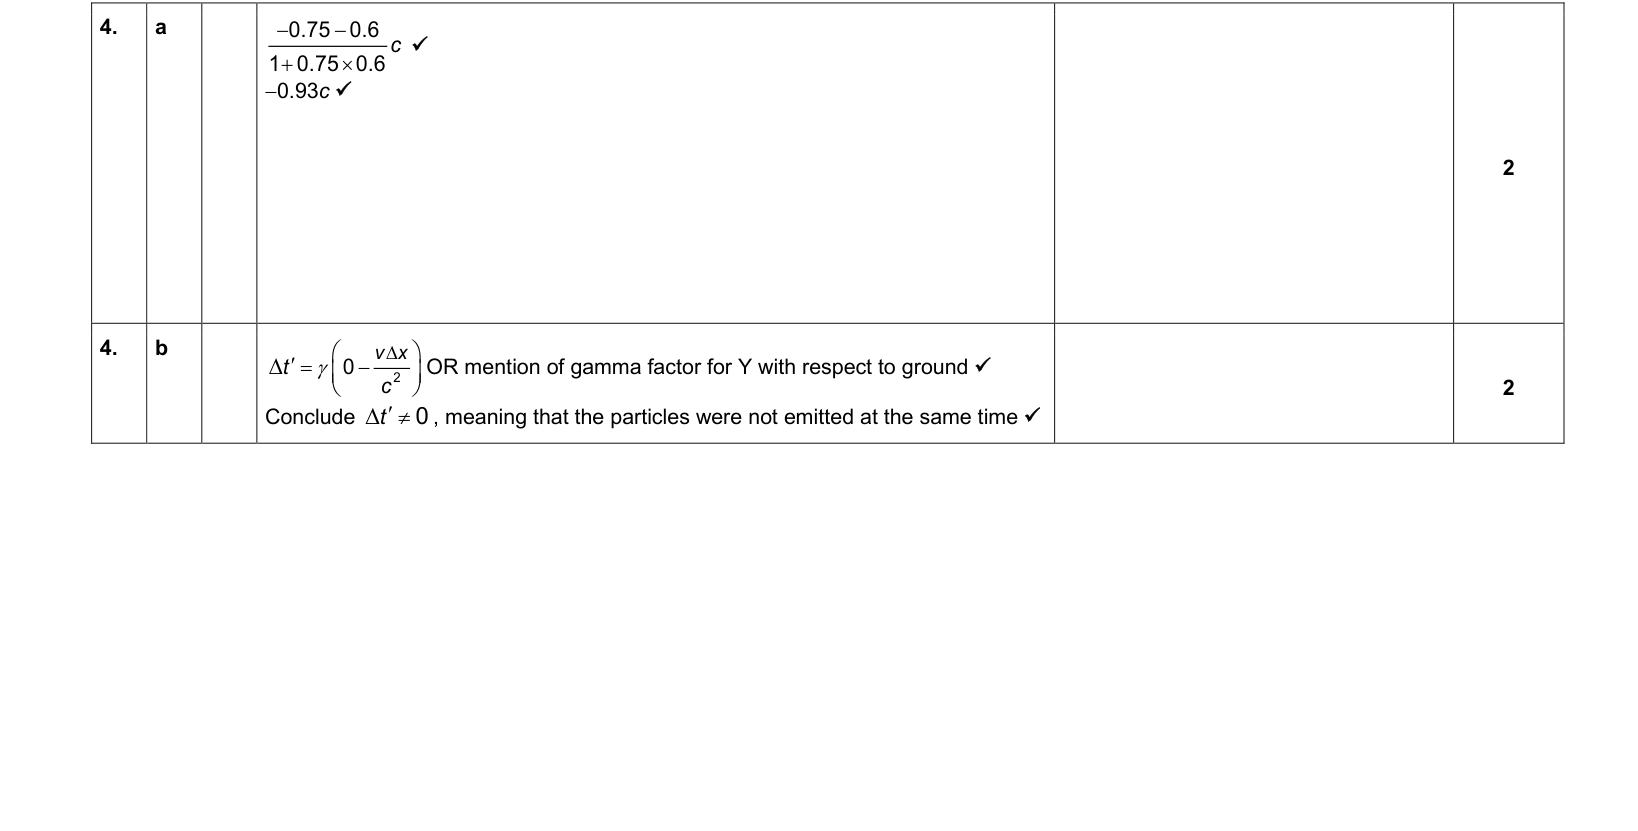 4. a −0.75 − 0.6
1+ 0.75 × 0.6 c ✓
−0.93c ✓
2
4. b Δt′ = γ(0 − vΔx/c²) OR mention of gamma factor for Y with respect to ground ✓
Conclude Δt′ ≠ 0 , meaning that the particles were not emitted at the same time ✓
2